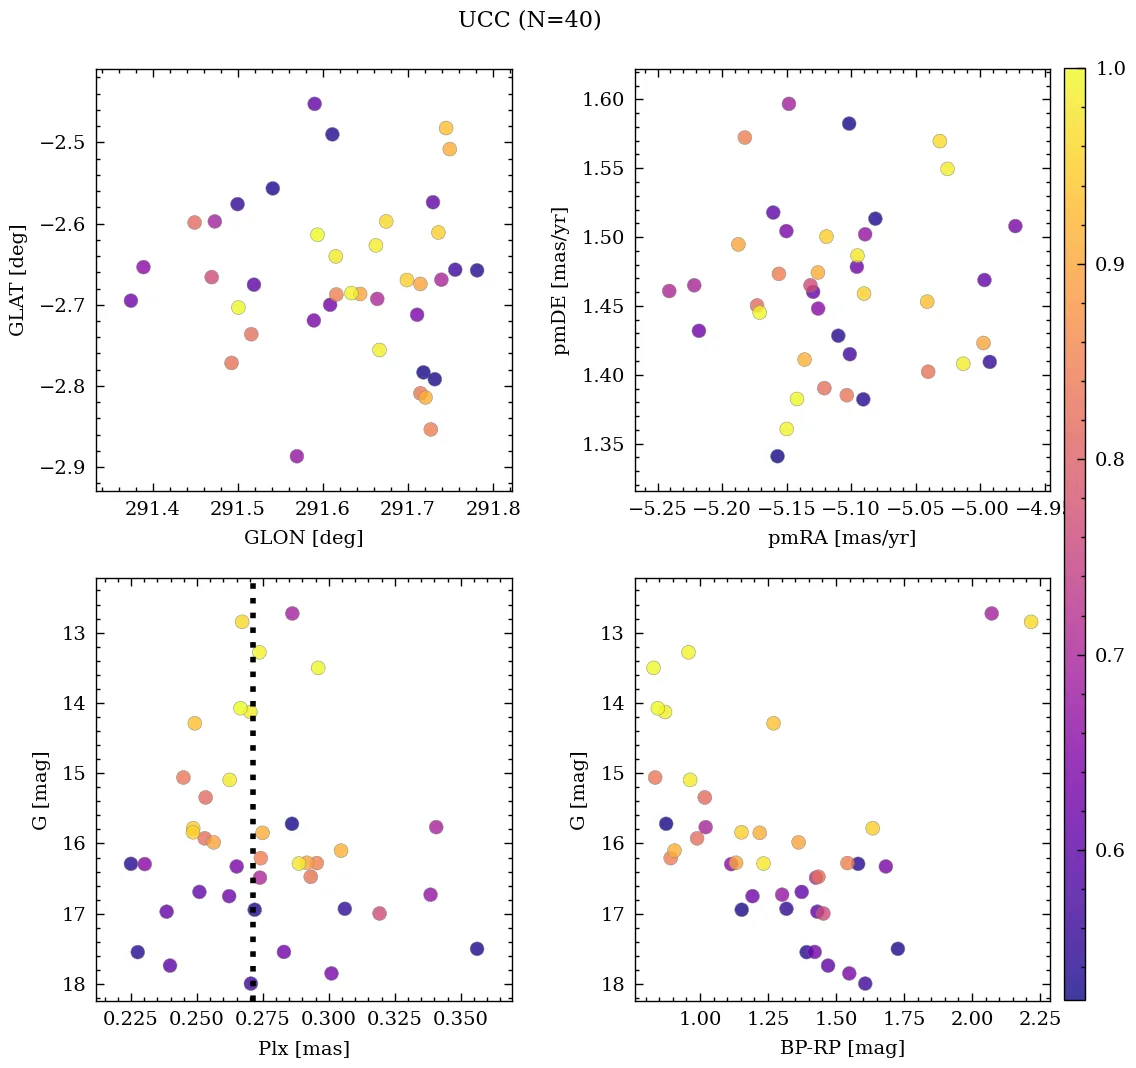 UCC (N=40)
−2.5
−2.6
−2.7
−2.8
−2.9
GLAT [deg]
291.4 291.5 291.6 291.7 291.8
GLON [deg]
1.60
1.55
1.50
1.45
1.40
1.35
pmDE [mas/yr]
−5.25 −5.20 −5.15 −5.10 −5.05 −5.00 −4.95
pmRA [mas/yr]
13
14
15
16
17
18
G [mag]
0.225 0.250 0.275 0.300 0.325 0.350
Plx [mas]
13
14
15
16
17
18
G [mag]
1.00 1.25 1.50 1.75 2.00 2.25
BP-RP [mag]
1.0
0.9
0.8
0.7
0.6